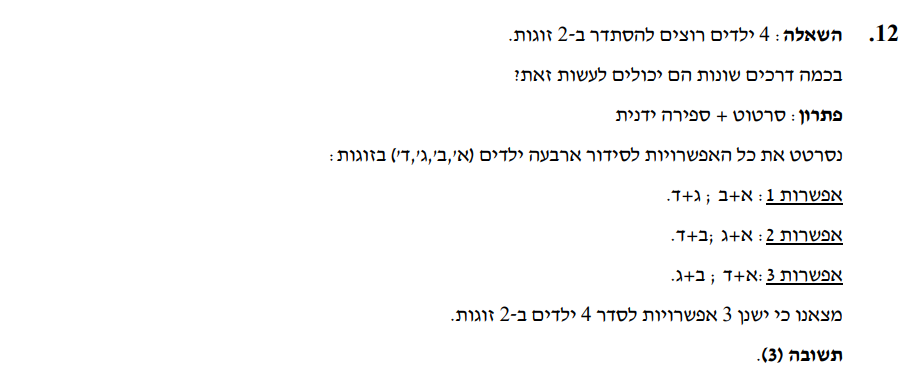 12. השאלה: 4 ילדים רוצים להסתדר ב-2 זוגות.
בכמה דרכים שונות הם יכולים לעשות זאת?
פתרון: סרטוט + ספירה ידנית
נסרטט את כל האפשרויות לסידור ארבעה ילדים (א',ב',ג',ד') בזוגות:
אפשרות 1: א+ב ; ג+ד.
אפשרות 2: א+ג ;ב+ד.
אפשרות 3:א+ד ; ב+ג.
מצאנו כי ישנן 3 אפשרויות לסדר 4 ילדים ב-2 זוגות.
תשובה (3).